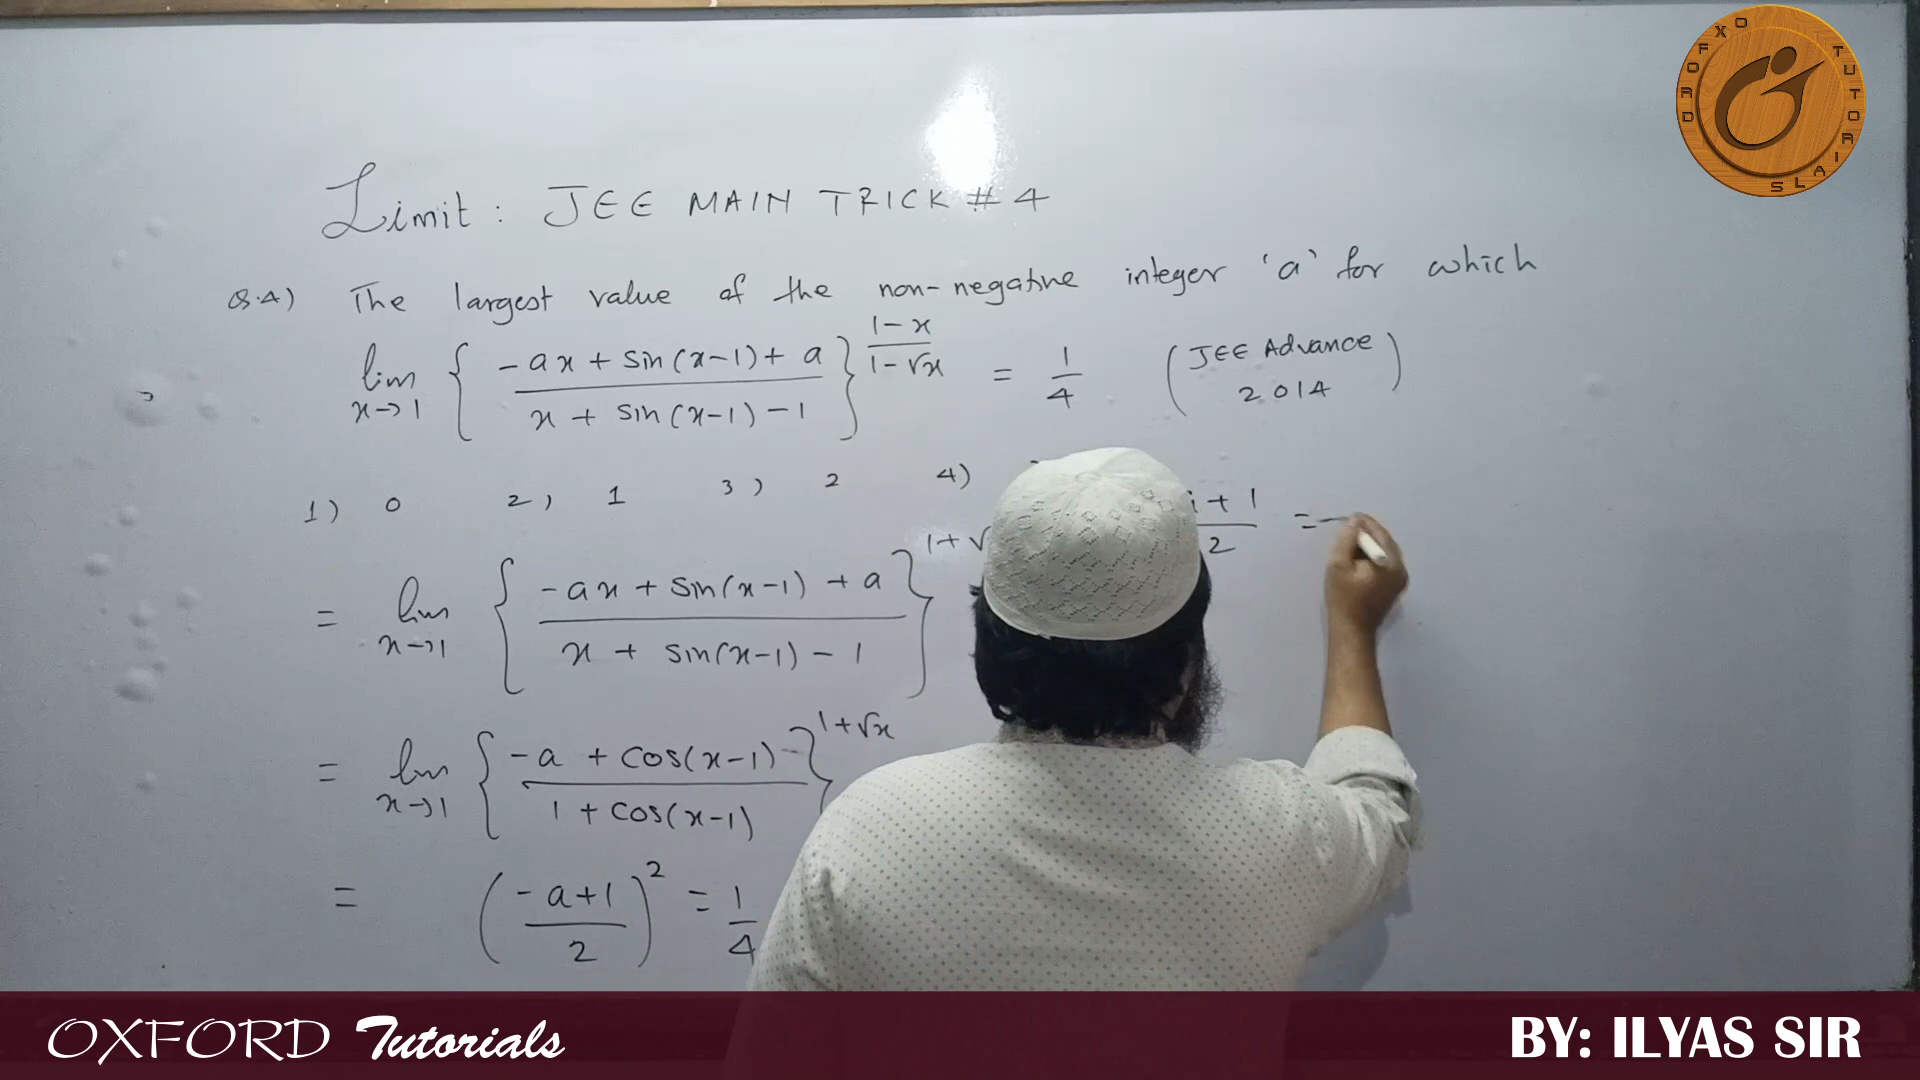 OXFORD TUTORIALS
Limit : JEE MAIN TRICK # 4
Q.4) The largest value of the non-negative integer 'a' for which
lim x→1 { (-ax + sin(x-1) + a) / (x + sin(x-1) - 1) }^((1-x)/(1-√x)) = 1/4 (JEE Advance 2014)
1) 0 2) 1 3) 2 4)
+ 1 / 2 =
= lim x→1 { (-ax + sin(x-1) + a) / (x + sin(x-1) - 1) }^(1+√
= lim x→1 { (-a + cos(x-1)) / (1 + cos(x-1)) }^(1+√x)
= ((-a+1)/2)^2 = 1/4
OXFORD Tutorials
BY: ILYAS SIR